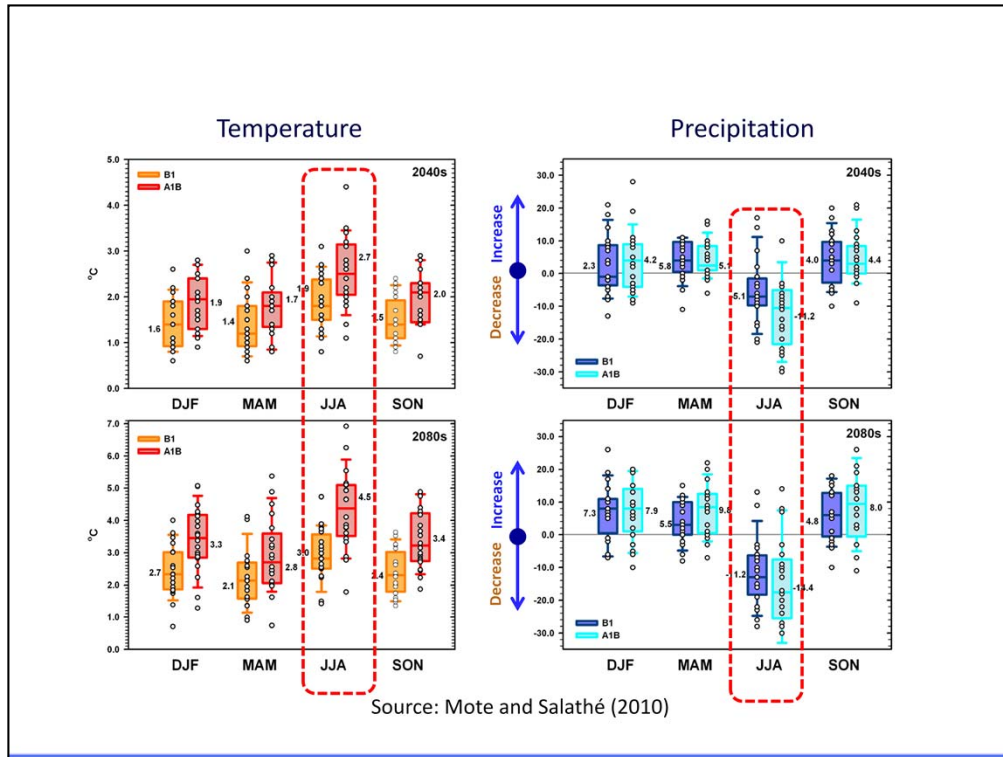 Temperature
Precipitation
5.0
4.0
3.0
2.0
1.0
0.0
°C
B1
A1B
2040s
1.6
1.9
1.4
1.7
1.9
2.7
2.0
DJF MAM JJA SON
7.0
6.0
5.0
4.0
3.0
2.0
1.0
0.0
°C
B1
A1B
2080s
2.7
3.3
2.1
2.8
3.0
4.5
3.4
DJF MAM JJA SON
Increase
Decrease
30.0
20.0
10.0
0.0
-10.0
-20.0
-30.0
2040s
2.3
4.2
5.8
5.1
-5.1
-11.2
4.0
4.4
B1
A1B
DJF MAM JJA SON
Increase
Decrease
30.0
20.0
10.0
0.0
-10.0
-20.0
-30.0
2080s
7.3
7.9
5.5
9.8
-11.2
-14.4
4.8
8.0
B1
A1B
DJF MAM JJA SON
Source: Mote and Salathé (2010)